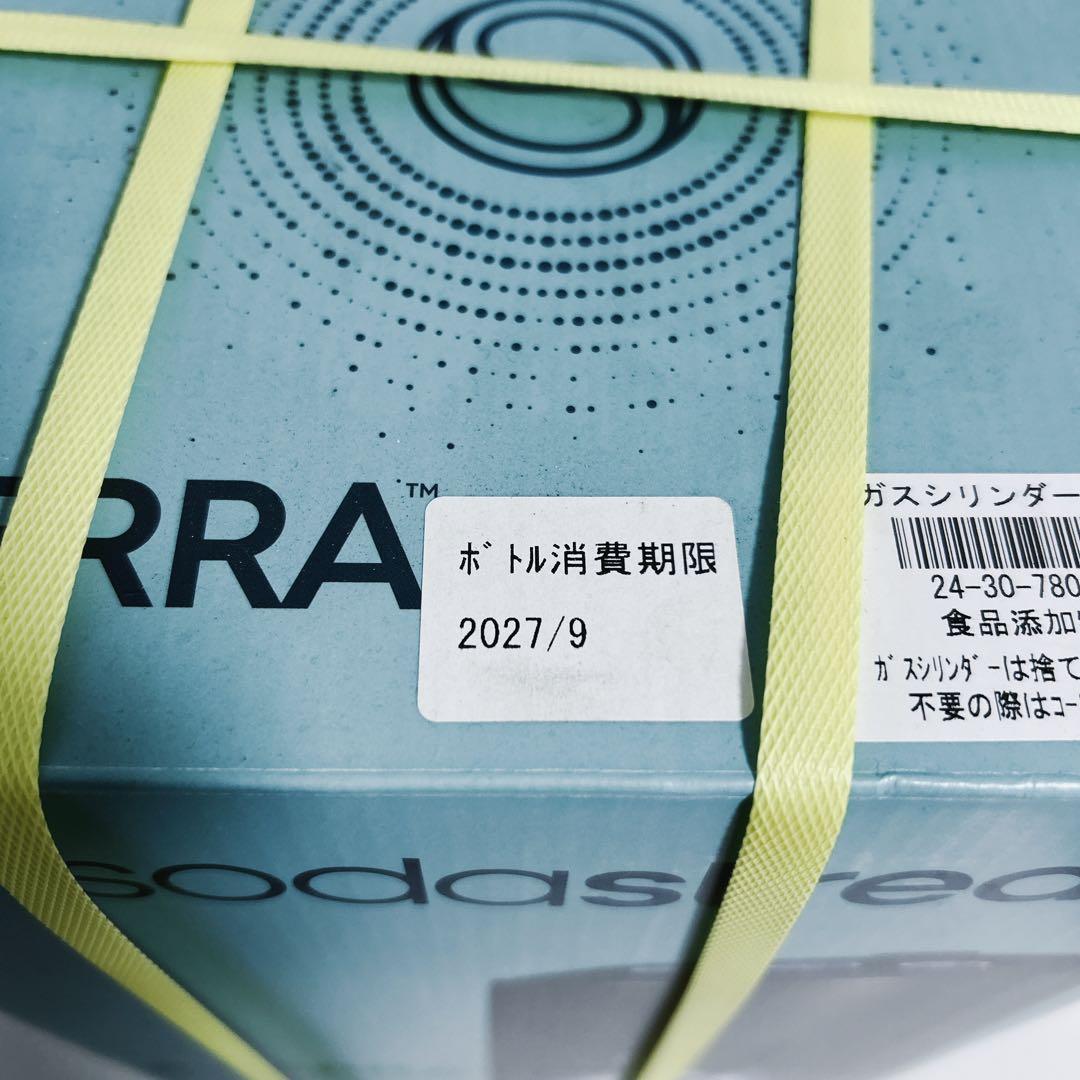 RRA™
ﾎﾞﾄﾙ消費期限
2027/9
ガスシリンダー
24-30-780
食品添加
ｶﾞｽｼﾘﾝﾀﾞｰは捨て
不要の際はｺｰ
sodastrea